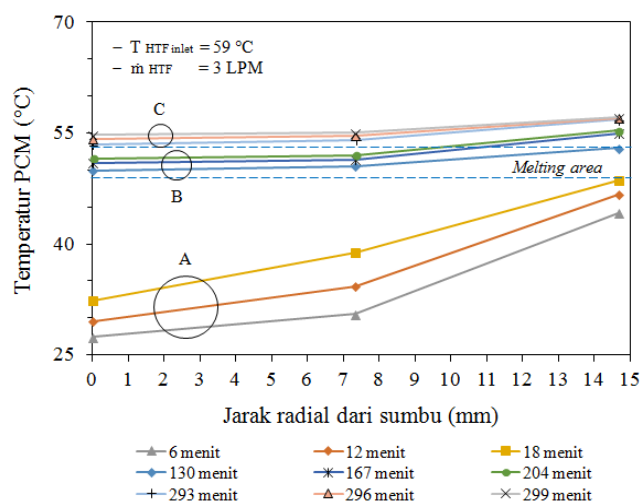 70
– T HTF inlet = 59 °C
– ṁ HTF = 3 LPM
C
55
B
Melting area
Temperatur PCM (°C)
40
A
25
0 1 2 3 4 5 6 7 8 9 10 11 12 13 14 15
Jarak radial dari sumbu (mm)
6 menit 12 menit 18 menit
130 menit 167 menit 204 menit
293 menit 296 menit 299 menit